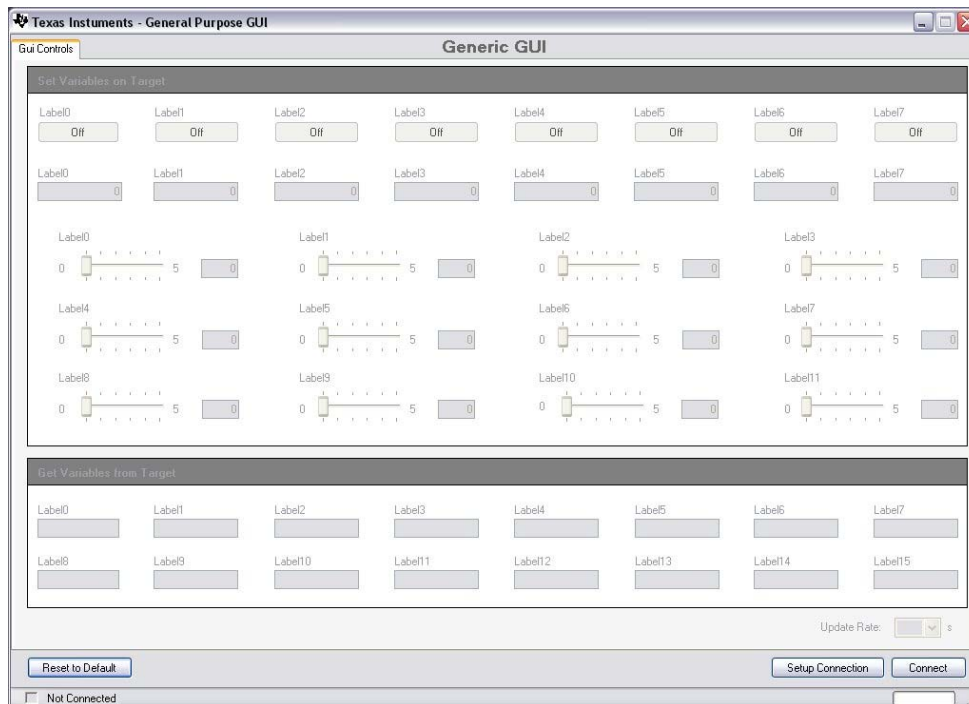 Texas Instuments - General Purpose GUI
Gui Controls
Generic GUI
Set Variables on Target
Label0 Label1 Label2 Label3 Label4 Label5 Label6 Label7
Off Off Off Off Off Off Off Off
Label0 Label1 Label2 Label3 Label4 Label5 Label6 Label7
0 0 0 0 0 0 0 0
Label0 Label1 Label2 Label3
0 5 0 0 5 0 0 5 0 0 5 0
Label4 Label5 Label6 Label7
0 5 0 0 5 0 0 5 0 0 5 0
Label8 Label9 Label10 Label11
0 5 0 0 5 0 0 5 0 0 5 0
Get Variables from Target
Label0 Label1 Label2 Label3 Label4 Label5 Label6 Label7
Label8 Label9 Label10 Label11 Label12 Label13 Label14 Label15
Update Rate: s
Reset to Default Setup Connection Connect
Not Connected